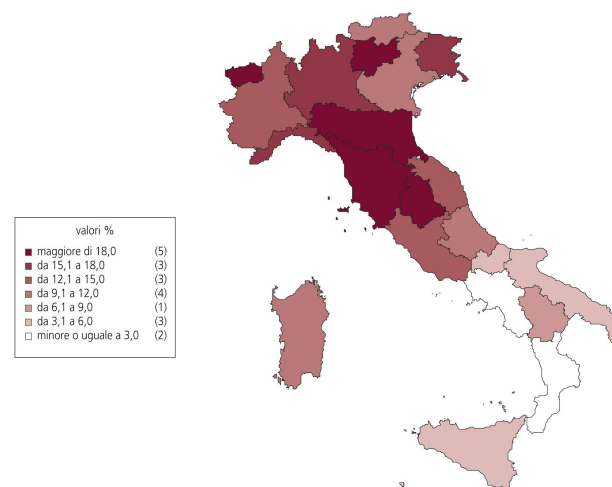 valori %
maggiore di 18,0 (5)
da 15,1 a 18,0 (3)
da 12,1 a 15,0 (3)
da 9,1 a 12,0 (4)
da 6,1 a 9,0 (1)
da 3,1 a 6,0 (3)
minore o uguale a 3,0 (2)